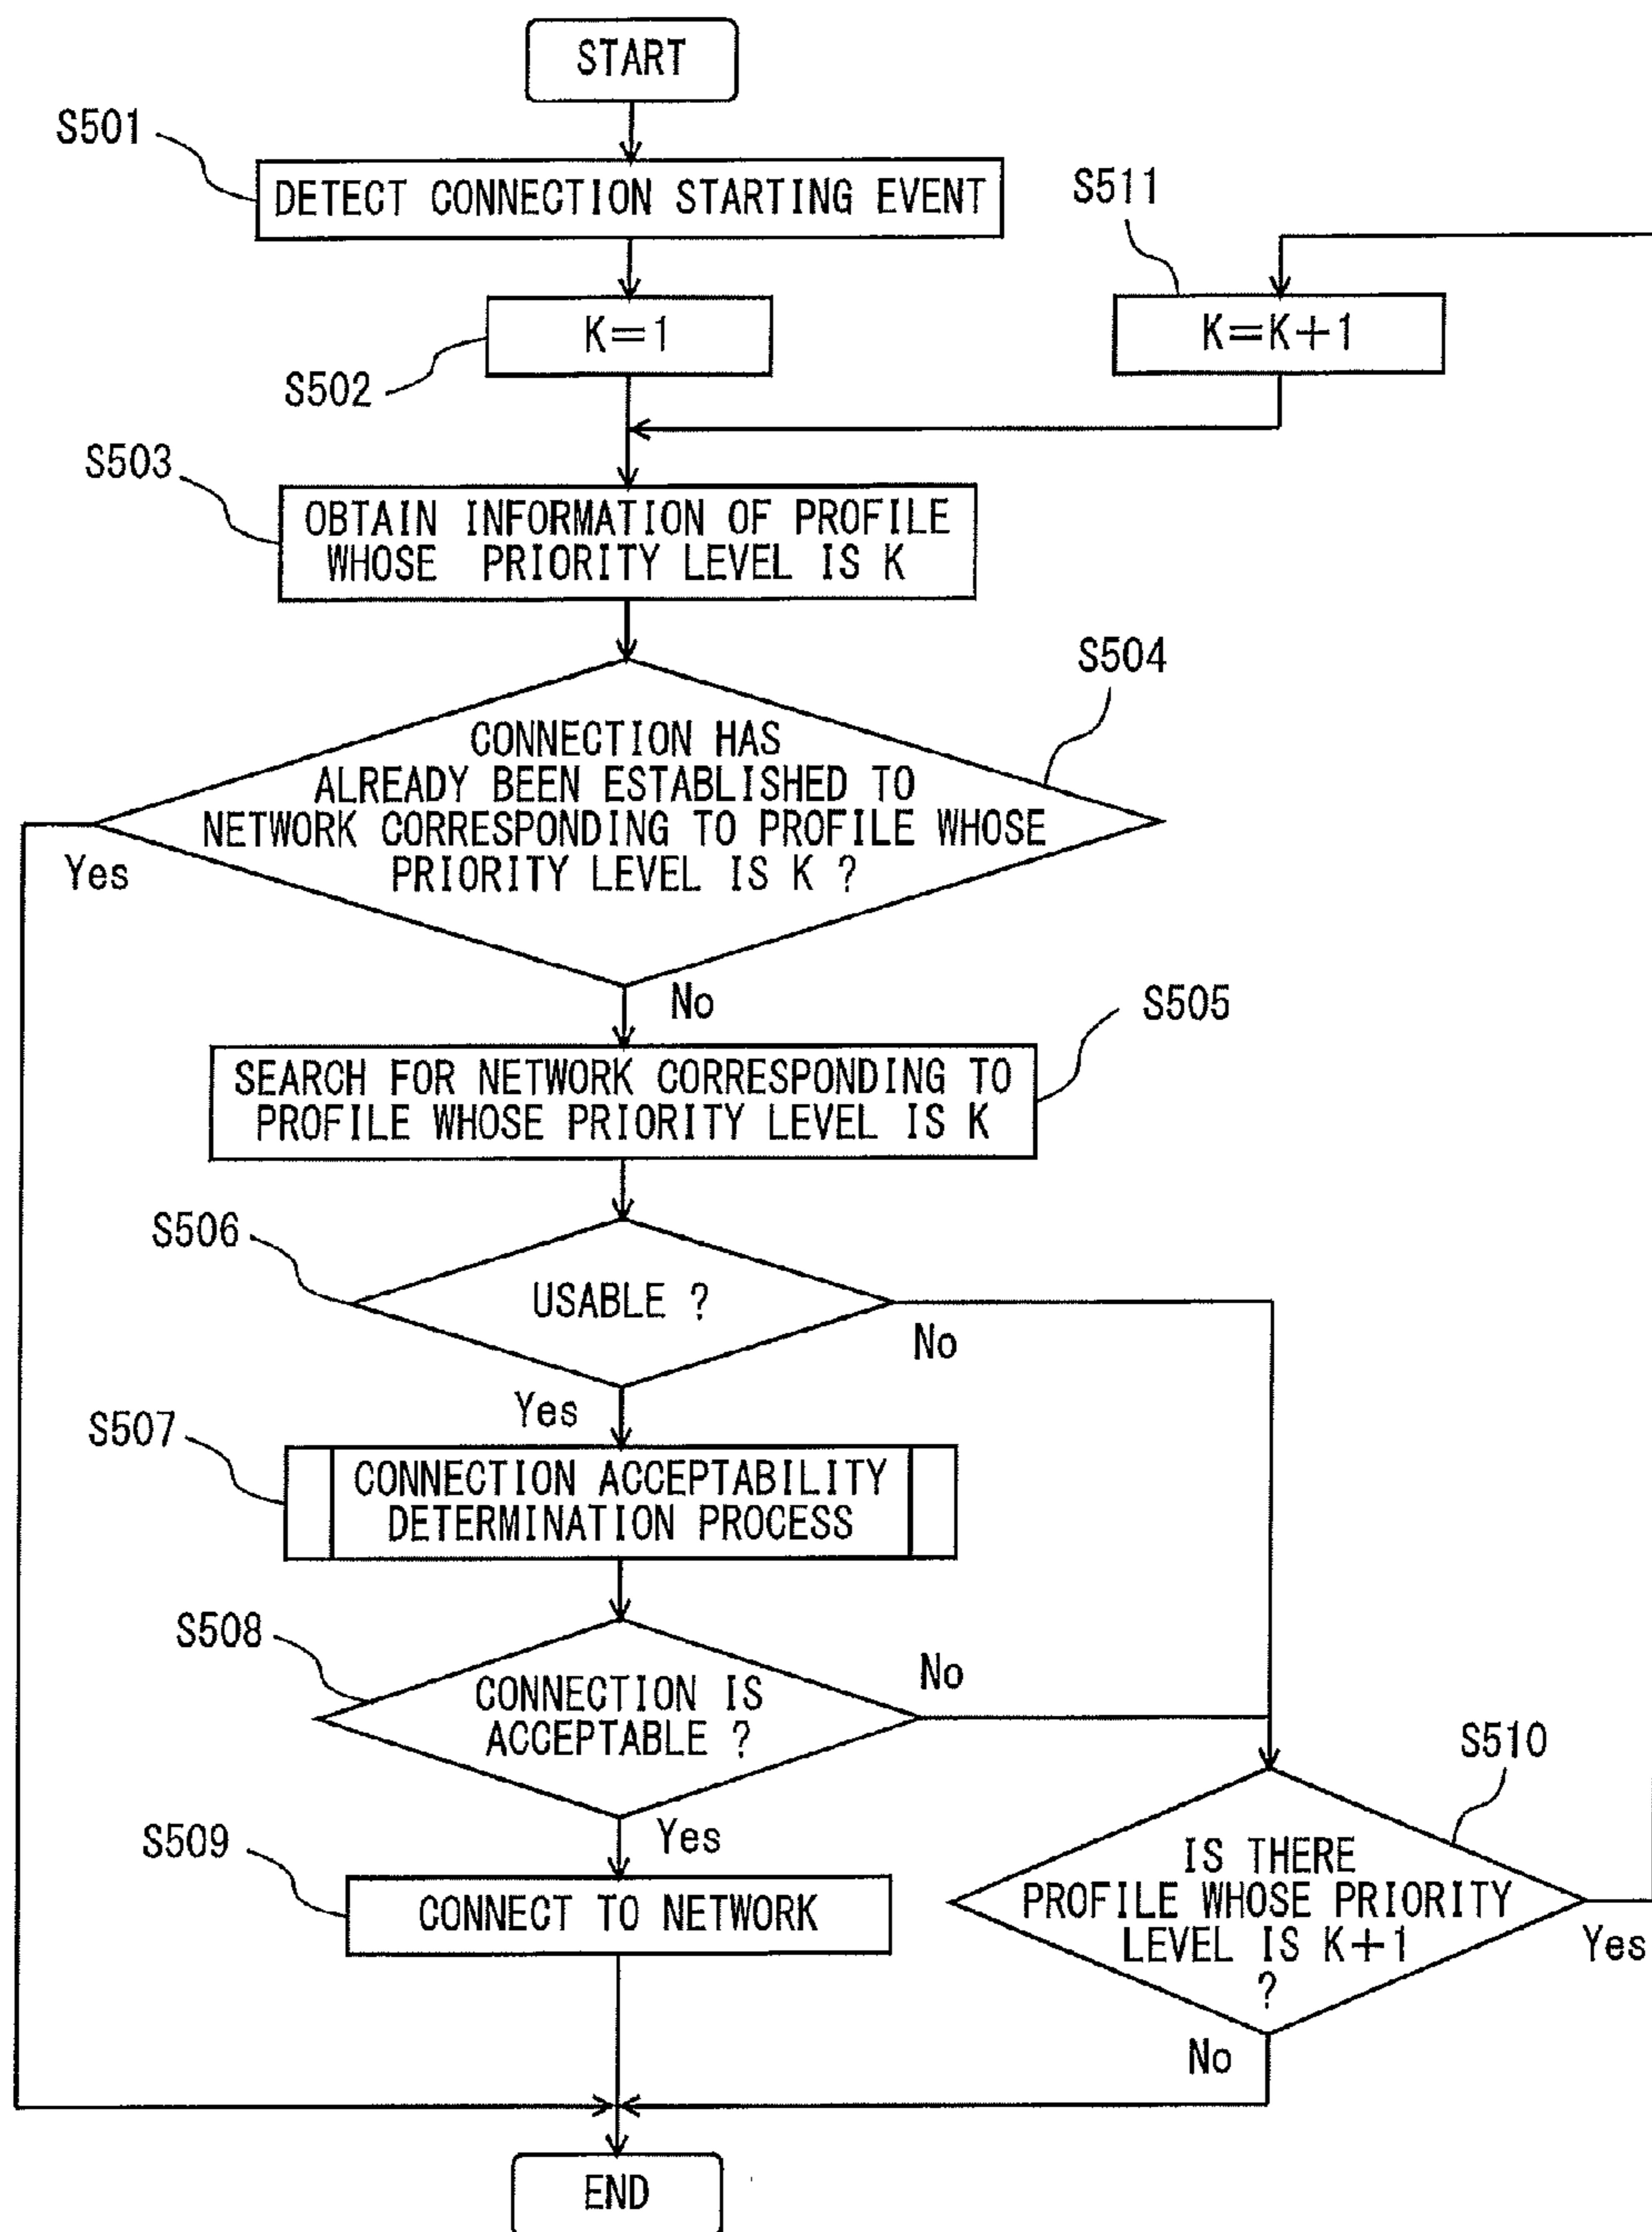 START
S501
DETECT CONNECTION STARTING EVENT
S511
K=1
K=K+1
S502
S503
OBTAIN INFORMATION OF PROFILE
WHOSE PRIORITY LEVEL IS K
S504
CONNECTION HAS
ALREADY BEEN ESTABLISHED TO
NETWORK CORRESPONDING TO PROFILE WHOSE
PRIORITY LEVEL IS K ?
Yes
No
S505
SEARCH FOR NETWORK CORRESPONDING TO
PROFILE WHOSE PRIORITY LEVEL IS K
S506
USABLE ?
No
Yes
S507
CONNECTION ACCEPTABILITY
DETERMINATION PROCESS
S508
CONNECTION IS
ACCEPTABLE ?
No
Yes
S510
S509
CONNECT TO NETWORK
IS THERE
PROFILE WHOSE PRIORITY
LEVEL IS K+1
?
Yes
No
END